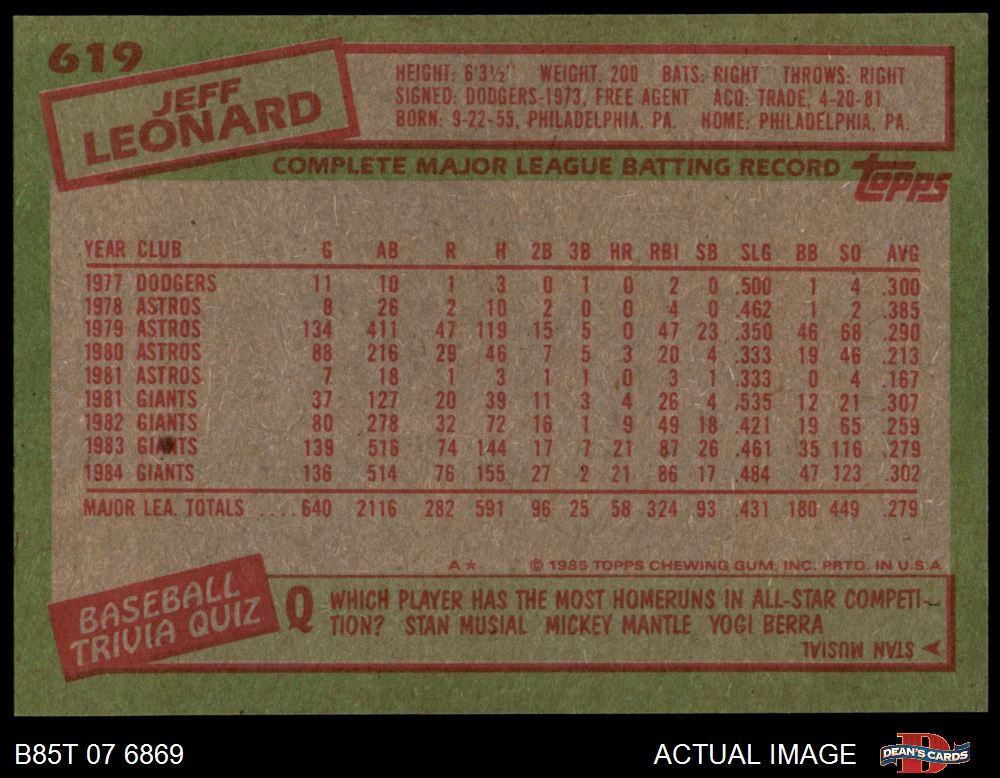 619
JEFF
LEONARD
HEIGHT: 6'3½" WEIGHT: 200 BATS: RIGHT THROWS: RIGHT
SIGNED: DODGERS-1973, FREE AGENT ACQ: TRADE, 4-20-81
BORN: 9-22-55, PHILADELPHIA, PA. HOME: PHILADELPHIA, PA.
COMPLETE MAJOR LEAGUE BATTING RECORD
topps
YEAR CLUB G AB R H 2B 3B HR RBI SB SLG BB SO AVG
1977 DODGERS 11 10 1 3 0 1 0 2 0 .500 1 4 .300
1978 ASTROS 8 26 2 10 2 0 0 4 0 .462 1 2 .385
1979 ASTROS 134 411 47 119 15 5 0 47 23 .350 46 68 .290
1980 ASTROS 88 216 29 46 7 5 3 20 4 .333 19 46 .213
1981 ASTROS 7 18 1 3 1 1 0 3 1 .333 0 4 .167
1981 GIANTS 37 127 20 39 11 3 4 26 4 .535 12 21 .307
1982 GIANTS 80 278 32 72 16 1 9 49 18 .421 19 65 .259
1983 GIANTS 139 516 74 144 17 7 21 87 26 .461 35 116 .279
1984 GIANTS 136 514 76 155 27 2 21 86 17 .484 47 123 .302
MAJOR LEA. TOTALS .... 640 2116 282 591 96 25 58 324 93 .431 180 449 .279
A★ © 1985 TOPPS CHEWING GUM, INC. PRTD. IN U.S.A
BASEBALL
TRIVIA QUIZ
Q WHICH PLAYER HAS THE MOST HOMERUNS IN ALL-STAR COMPETI-
TION? STAN MUSIAL MICKEY MANTLE YOGI BERRA
STAN MUSIAL
B85T 07 6869
ACTUAL IMAGE
DEAN'S CARDS